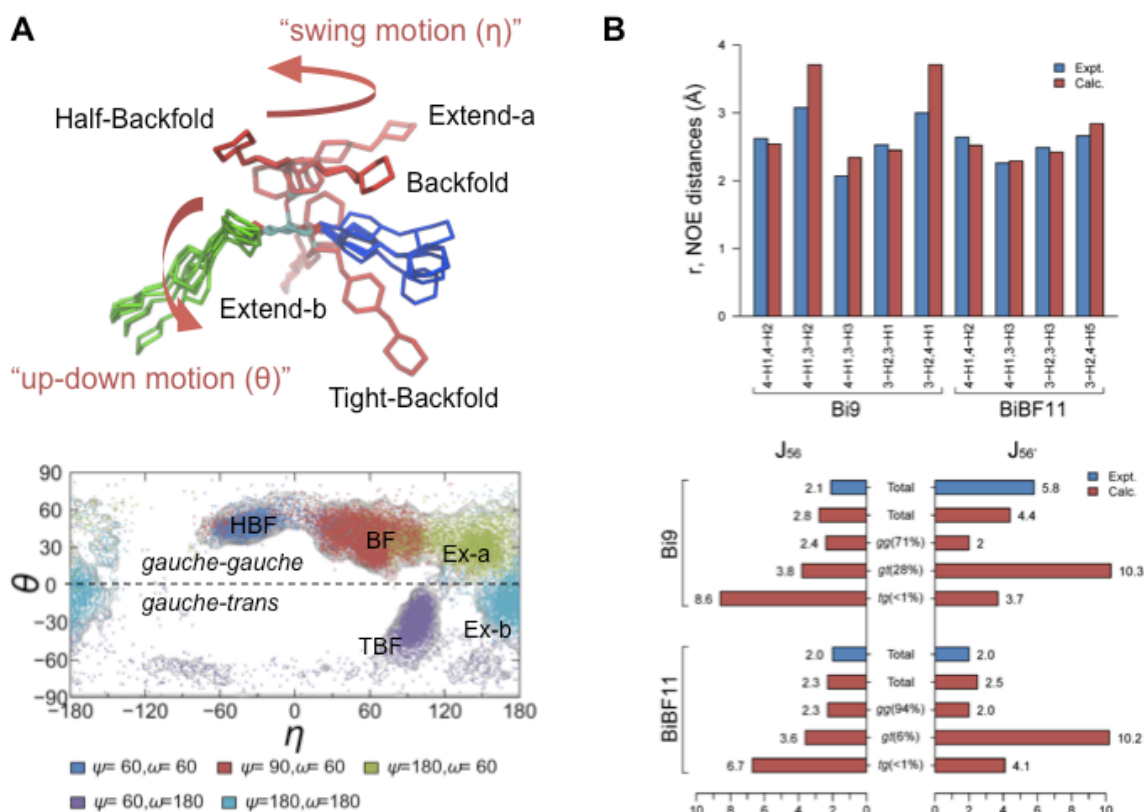 A
"swing motion (η)"
Half-Backfold
Extend-a
Backfold
Extend-b
"up-down motion (θ)"
Tight-Backfold
90
60
30
0
−30
−60
−90
θ
HBF
BF
Ex-a
gauche-gauche
gauche-trans
TBF
Ex-b
−180 −120 −60 0 60 120 180
η
ψ= 60,ω= 60 ψ= 90,ω= 60 ψ=180,ω= 60
ψ= 60,ω=180 ψ=180,ω=180
B
r, NOE distances (Å)
4
3
2
1
0
Expt.
Calc.
4−H1,4−H2
4−H1,3−H2
4−H1,3−H3
3−H2,3−H1
3−H2,4−H1
4−H1,4−H2
4−H1,3−H3
3−H2,3−H3
3−H2,4−H5
Bi9 BiBF11
J56 J56'
Expt.
Calc.
Bi9
2.1 Total 5.8
2.8 Total 4.4
2.4 gg(71%) 2
3.8 gt(28%) 10.3
8.6 tg(<1%) 3.7
BiBF11
2.0 Total 2.0
2.3 Total 2.5
2.3 gg(94%) 2.0
3.6 gt(6%) 10.2
6.7 tg(<1%) 4.1
10 8 6 4 2 0 0 2 4 6 8 10